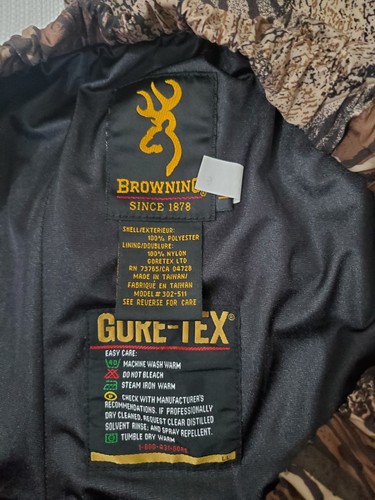 BROWNING
SINCE 1878
SHELL/EXTERIEUR:
100% POLYESTER
LINING/DOUBLURE:
100% NYLON
GORETEX LTD
RN 73765/CA 04728
MADE IN TAIWAN/
FABRIQUÉ EN TAIWAN
MODEL# 302-511
SEE REVERSE FOR CARE
GORE-TEX®
EASY CARE:
MACHINE WASH WARM
DO NOT BLEACH
STEAM IRON WARM
CHECK WITH MANUFACTURER'S
RECOMMENDATIONS. IF PROFESSIONALLY
DRY CLEANED, REQUEST CLEAR DISTILLED
SOLVENT RINSE; AND SPRAY REPELLENT.
TUMBLE DRY WARM